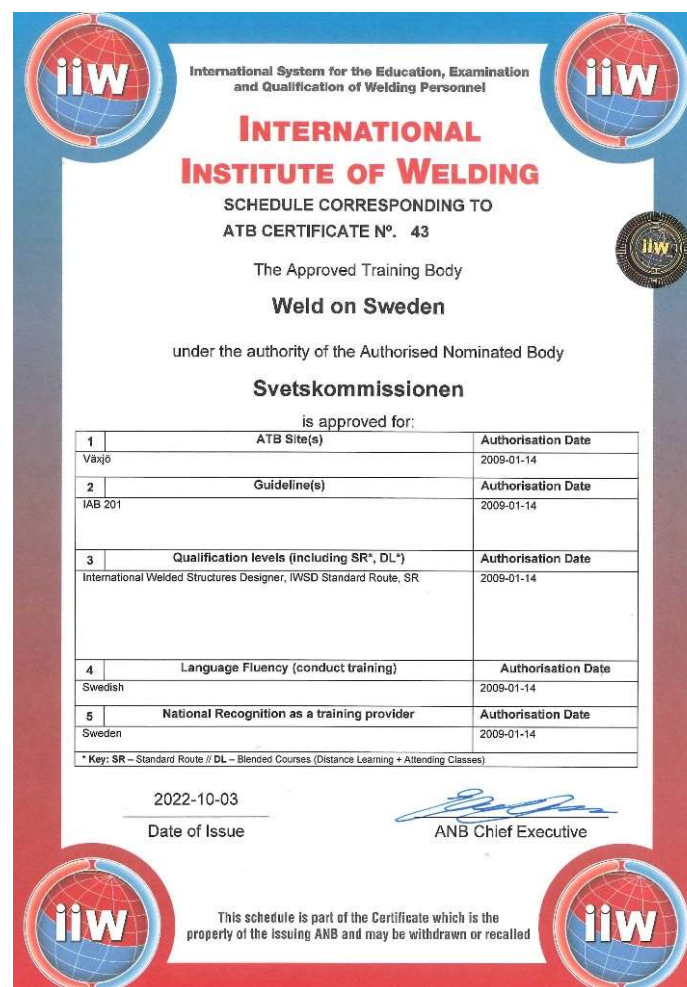 iiw
iiw
International System for the Education, Examination
and Qualification of Welding Personnel
INTERNATIONAL
INSTITUTE OF WELDING
SCHEDULE CORRESPONDING TO
ATB CERTIFICATE Nº. 43
iiw
The Approved Training Body
Weld on Sweden
under the authority of the Authorised Nominated Body
Svetskommissionen
is approved for:
1 ATB Site(s) Authorisation Date
Växjö 2009-01-14
2 Guideline(s) Authorisation Date
IAB 201 2009-01-14
3 Qualification levels (including SR*, DL*) Authorisation Date
International Welded Structures Designer, IWSD Standard Route, SR 2009-01-14
4 Language Fluency (conduct training) Authorisation Date
Swedish 2009-01-14
5 National Recognition as a training provider Authorisation Date
Sweden 2009-01-14
* Key: SR – Standard Route // DL – Blended Courses (Distance Learning + Attending Classes)
2022-10-03
Date of Issue ANB Chief Executive
iiw
iiw
This schedule is part of the Certificate which is the
property of the issuing ANB and may be withdrawn or recalled